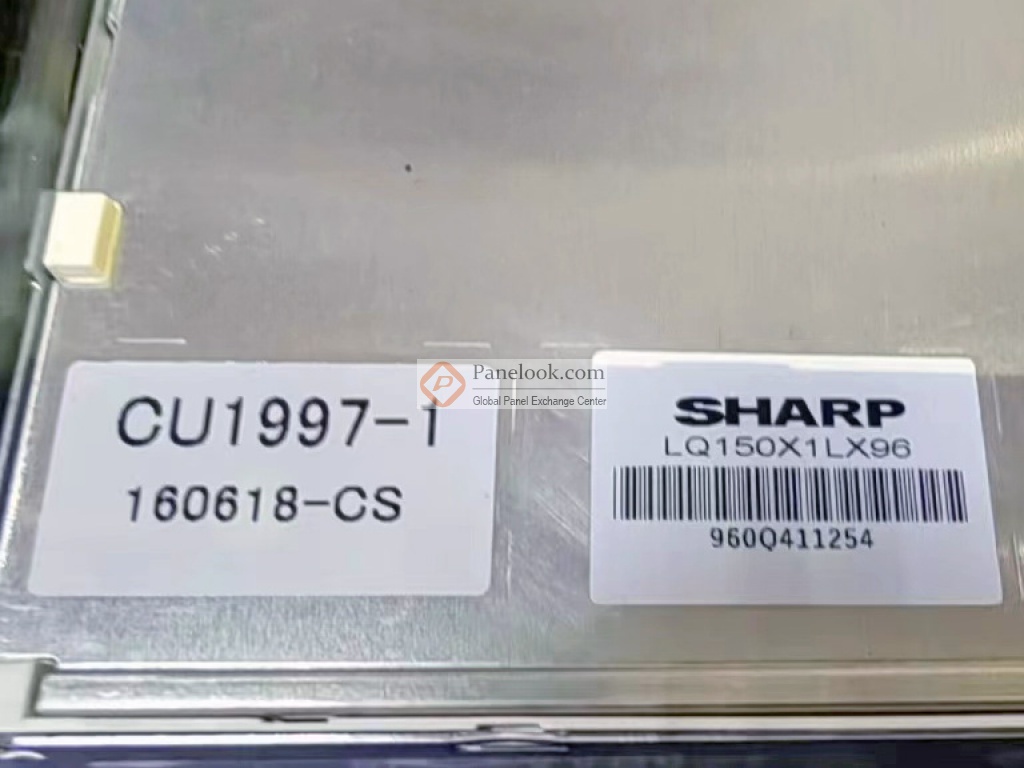 Panelook.com
Global Panel Exchange Center
CU1997-1
160618-CS
SHARP
LQ150X1LX96
960Q411254